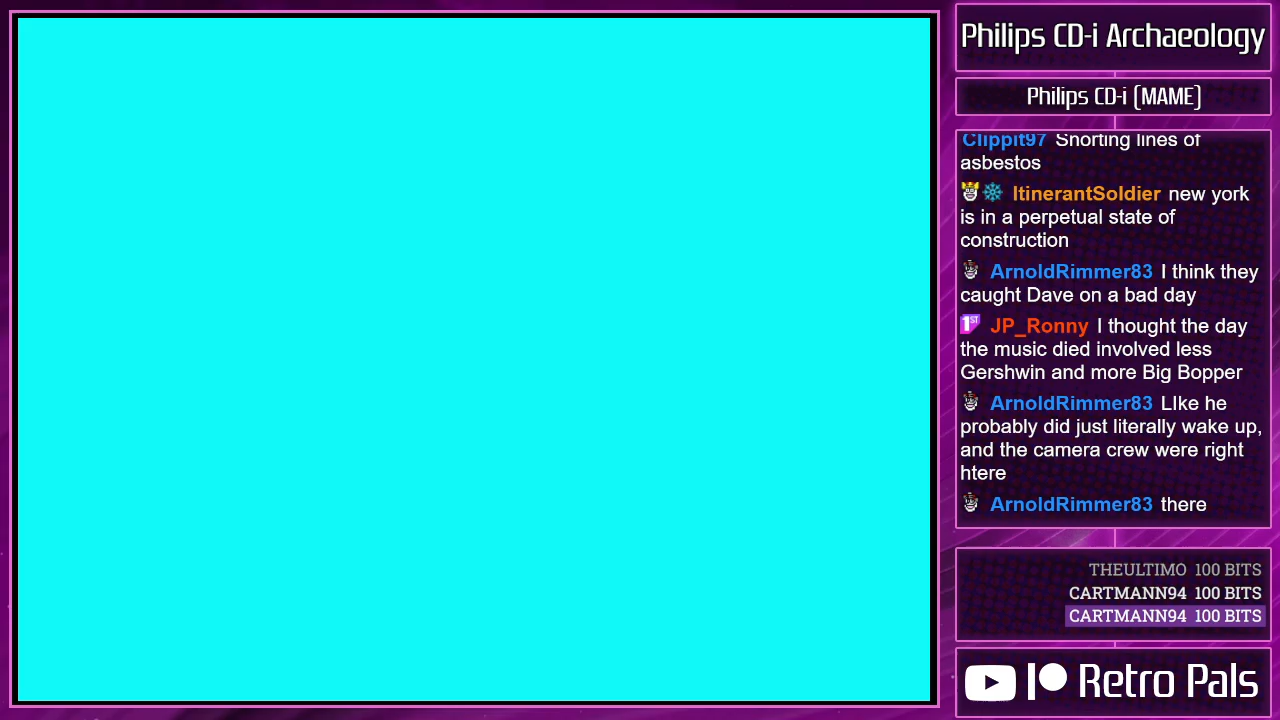 Philips CD-i Archaeology
Philips CD-i [MAME]
Clippit97 Snorting lines of
asbestos
ItinerantSoldier new york
is in a perpetual state of
construction
ArnoldRimmer83 I think they
caught Dave on a bad day
1ST JP_Ronny I thought the day
the music died involved less
Gershwin and more Big Bopper
ArnoldRimmer83 LIke he
probably did just literally wake up,
and the camera crew were right
htere
ArnoldRimmer83 there
THEULTIMO 100 BITS
CARTMANN94 100 BITS
CARTMANN94 100 BITS
Retro Pals